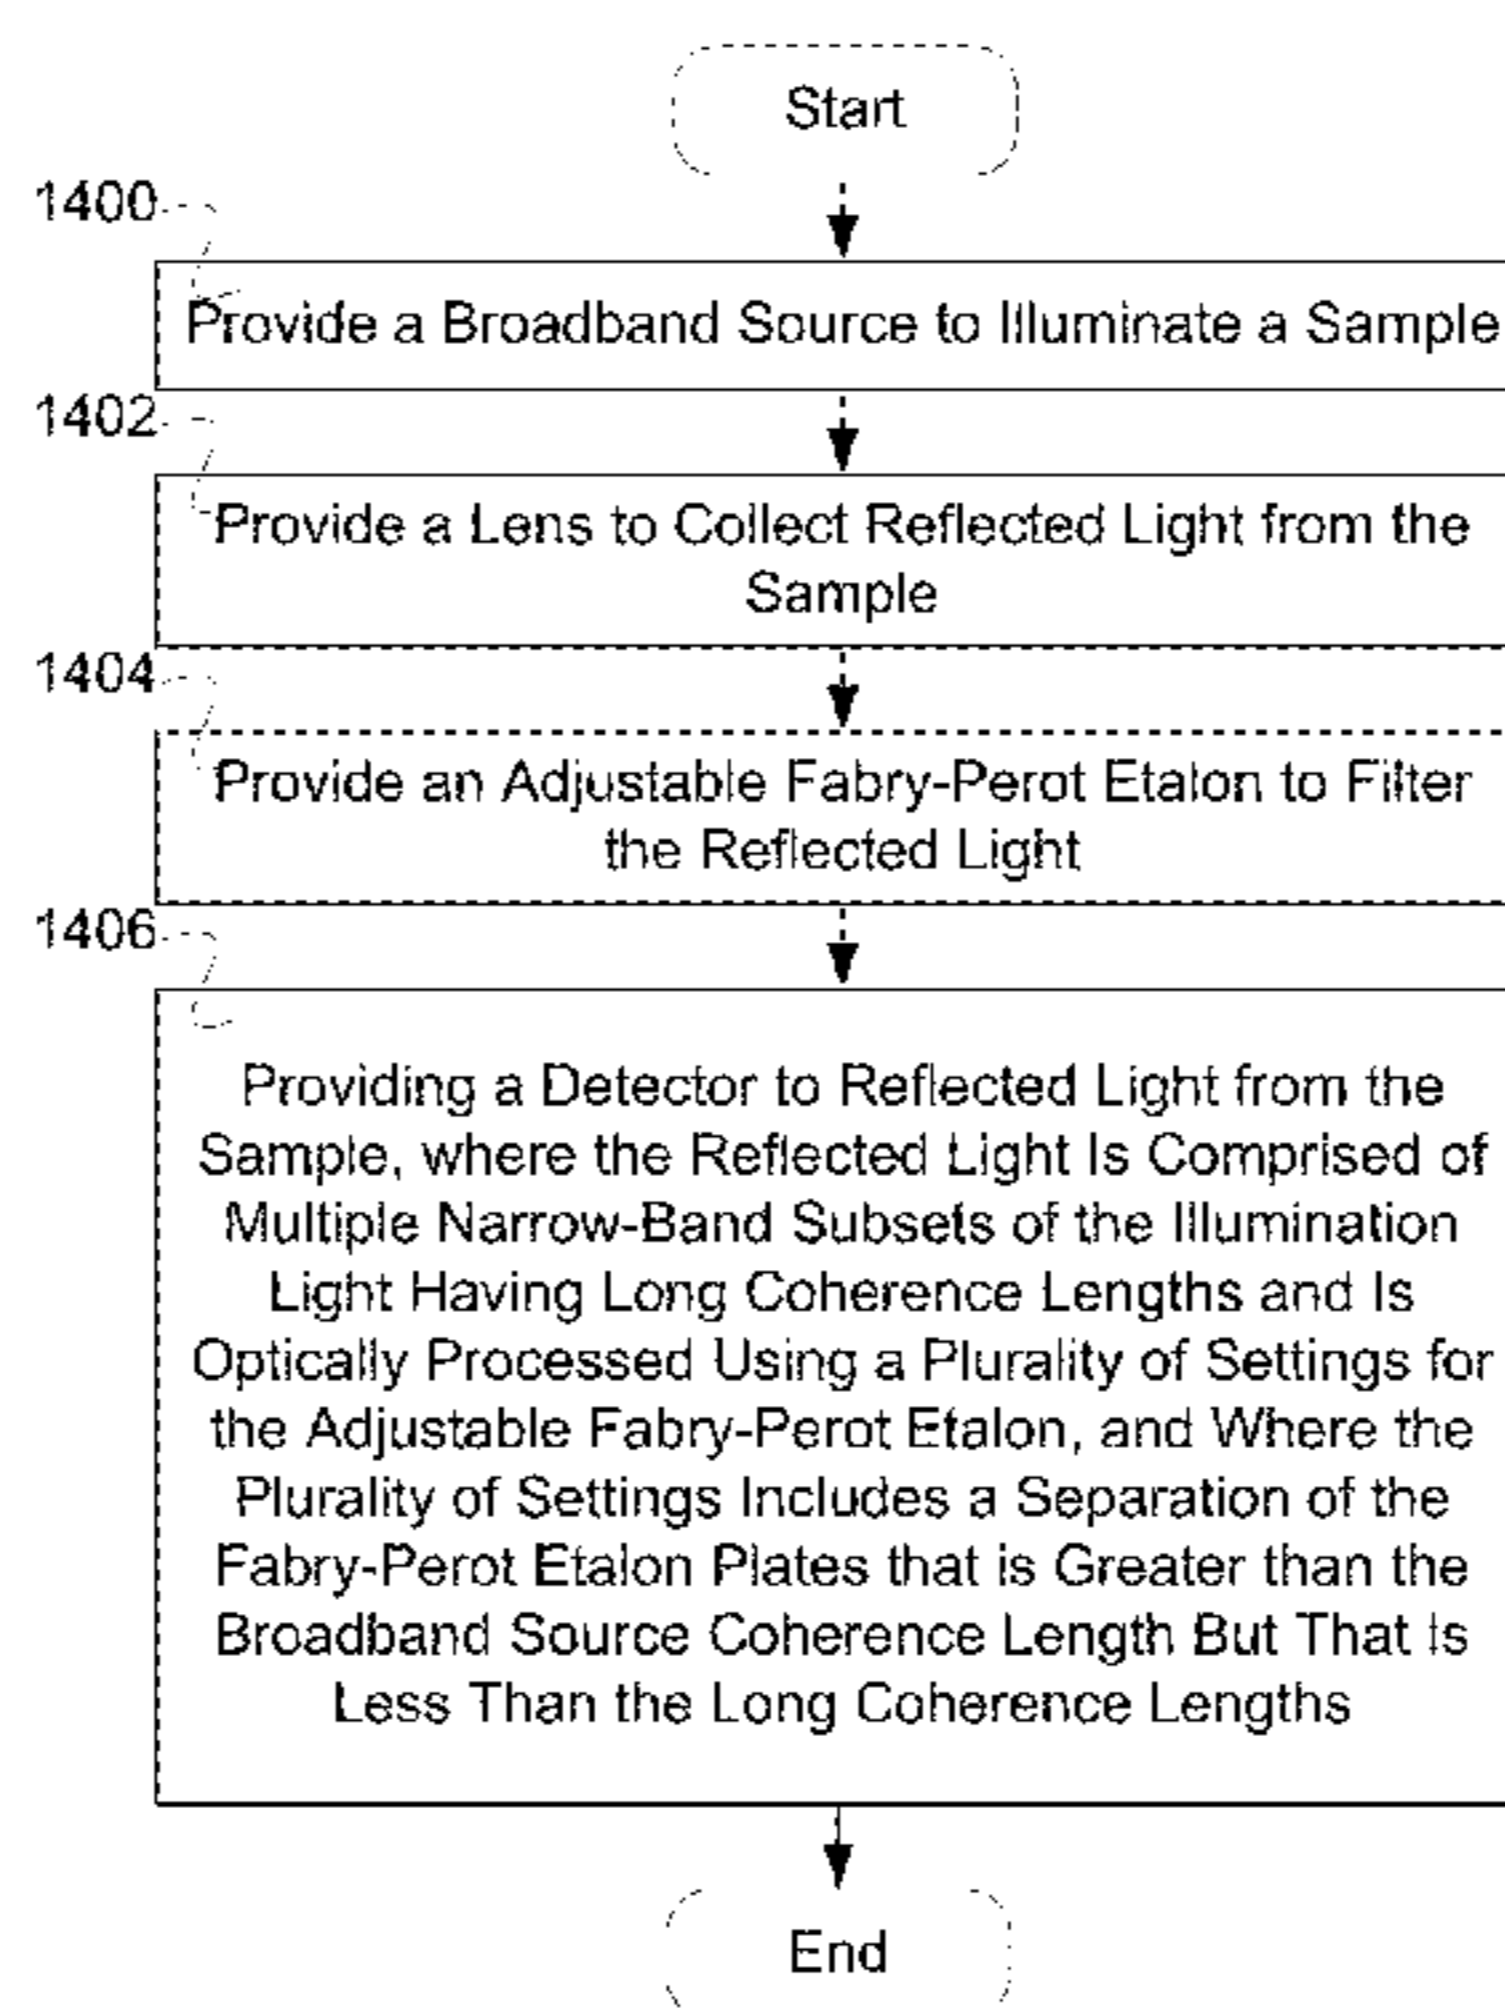 Start
1400
Provide a Broadband Source to Illuminate a Sample
1402
Provide a Lens to Collect Reflected Light from the
Sample
1404
Provide an Adjustable Fabry-Perot Etalon to Filter
the Reflected Light
1406
Providing a Detector to Reflected Light from the
Sample, where the Reflected Light Is Comprised of
Multiple Narrow-Band Subsets of the Illumination
Light Having Long Coherence Lengths and Is
Optically Processed Using a Plurality of Settings for
the Adjustable Fabry-Perot Etalon, and Where the
Plurality of Settings Includes a Separation of the
Fabry-Perot Etalon Plates that is Greater than the
Broadband Source Coherence Length But That Is
Less Than the Long Coherence Lengths
End